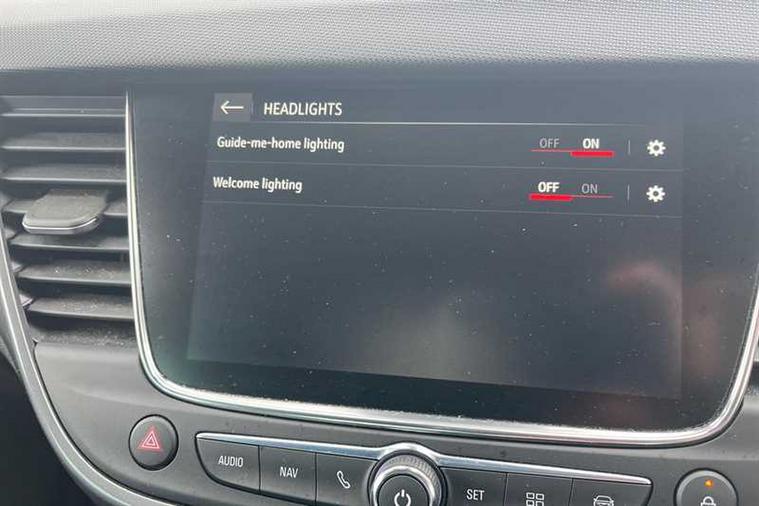 HEADLIGHTS
Guide-me-home lighting OFF ON
Welcome lighting OFF ON
AUDIO NAV SET